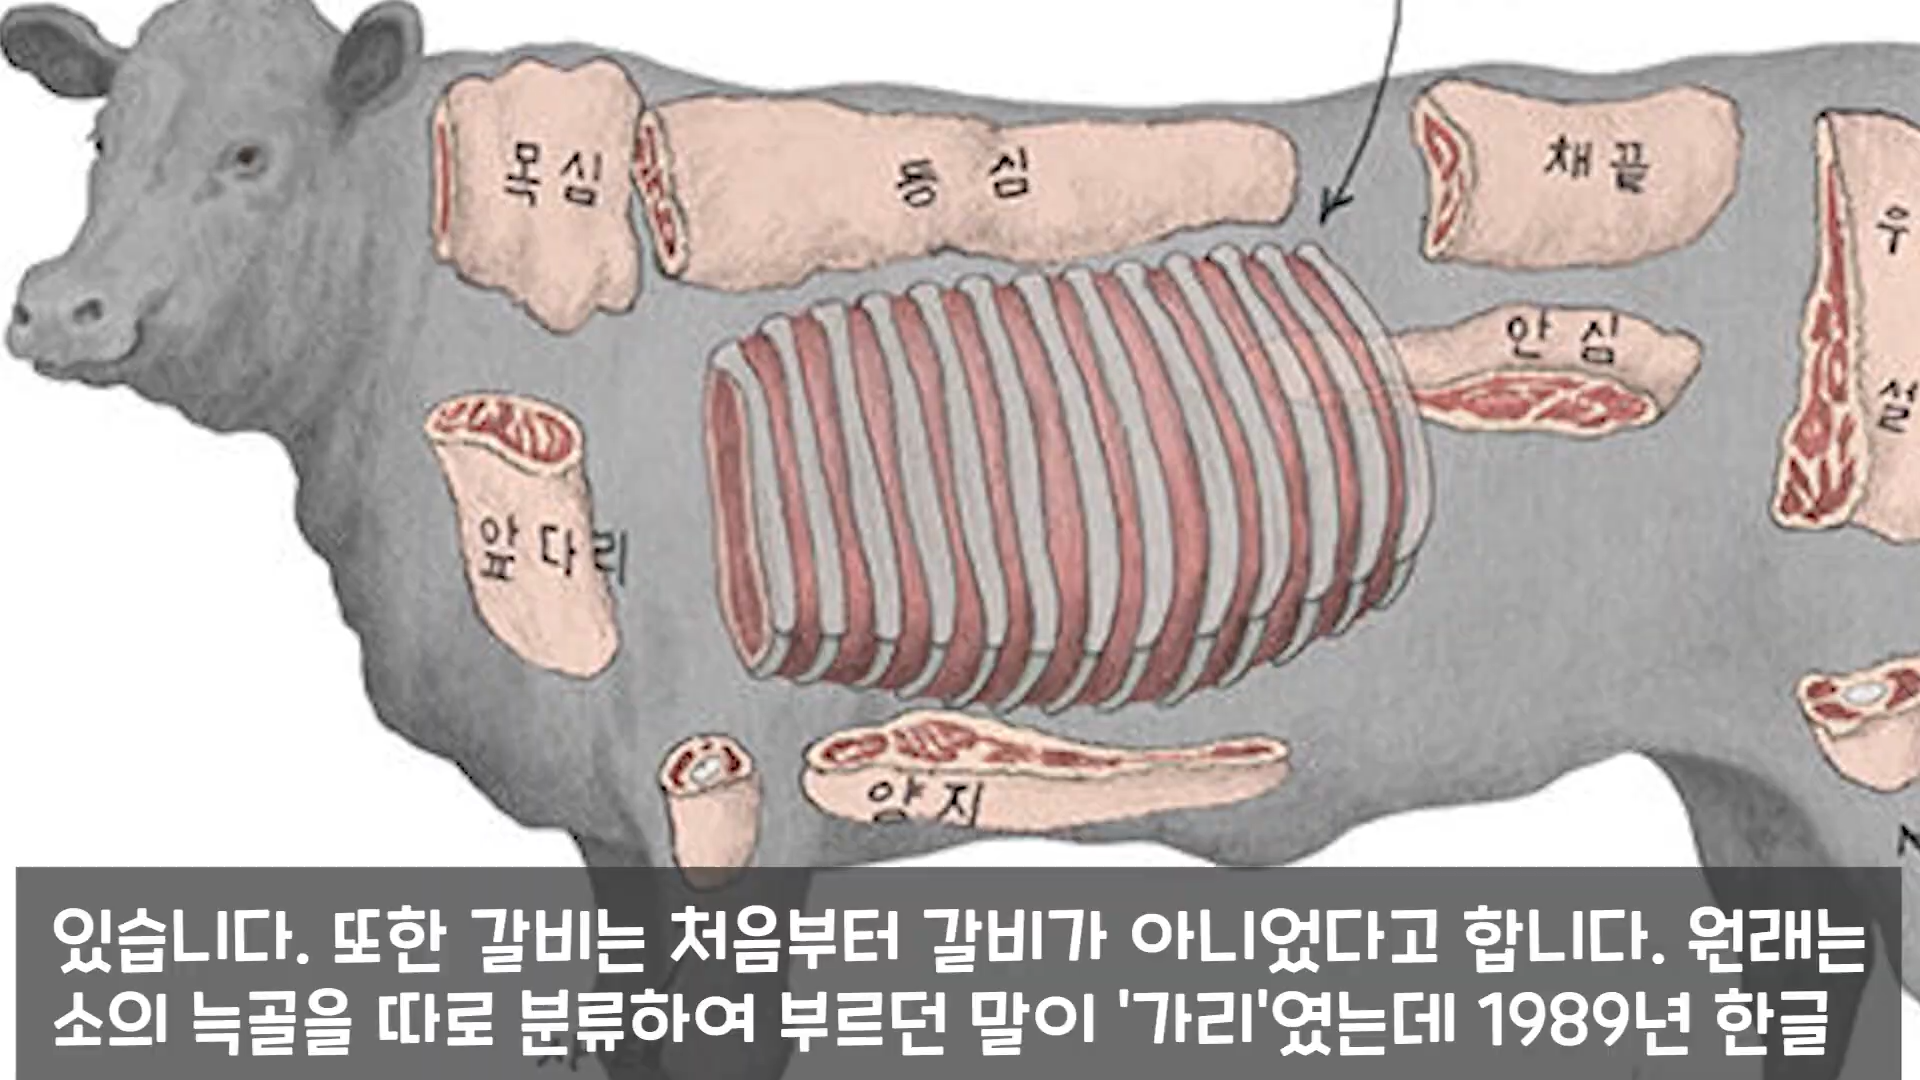 목심
등심
채끝
우
안심
설
앞다리
양지
있습니다. 또한 갈비는 처음부터 갈비가 아니었다고 합니다. 원래는
소의 늑골을 따로 분류하여 부르던 말이 '가리'였는데 1989년 한글